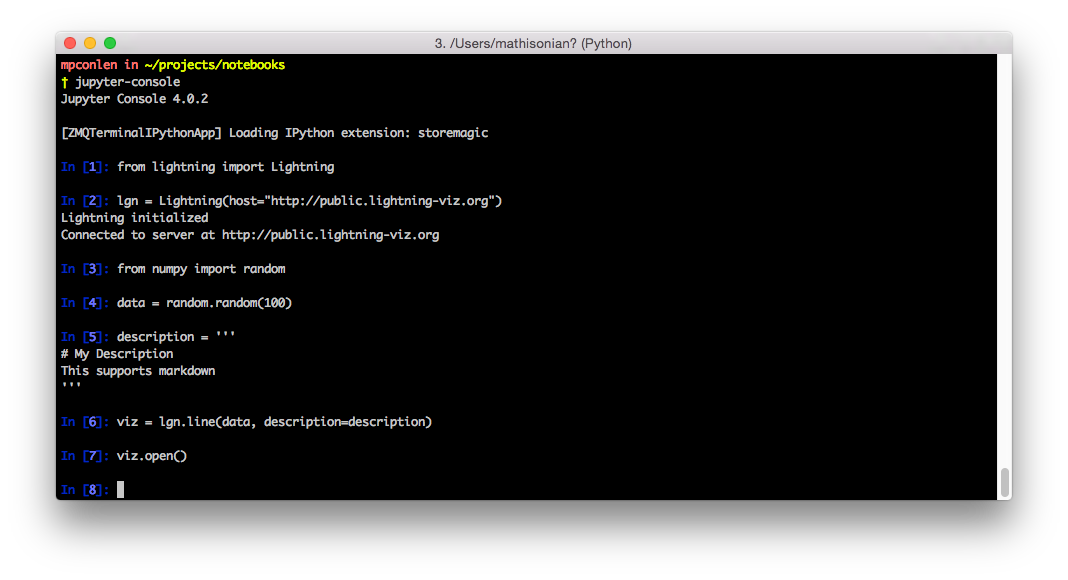 3. /Users/mathisonian? (Python)
mpconlen in ~/projects/notebooks
† jupyter-console
Jupyter Console 4.0.2
[ZMQTerminalIPythonApp] Loading IPython extension: storemagic
In [1]: from lightning import Lightning
In [2]: lgn = Lightning(host="http://public.lightning-viz.org")
Lightning initialized
Connected to server at http://public.lightning-viz.org
In [3]: from numpy import random
In [4]: data = random.random(100)
In [5]: description = '''
# My Description
This supports markdown
'''
In [6]: viz = lgn.line(data, description=description)
In [7]: viz.open()
In [8]: